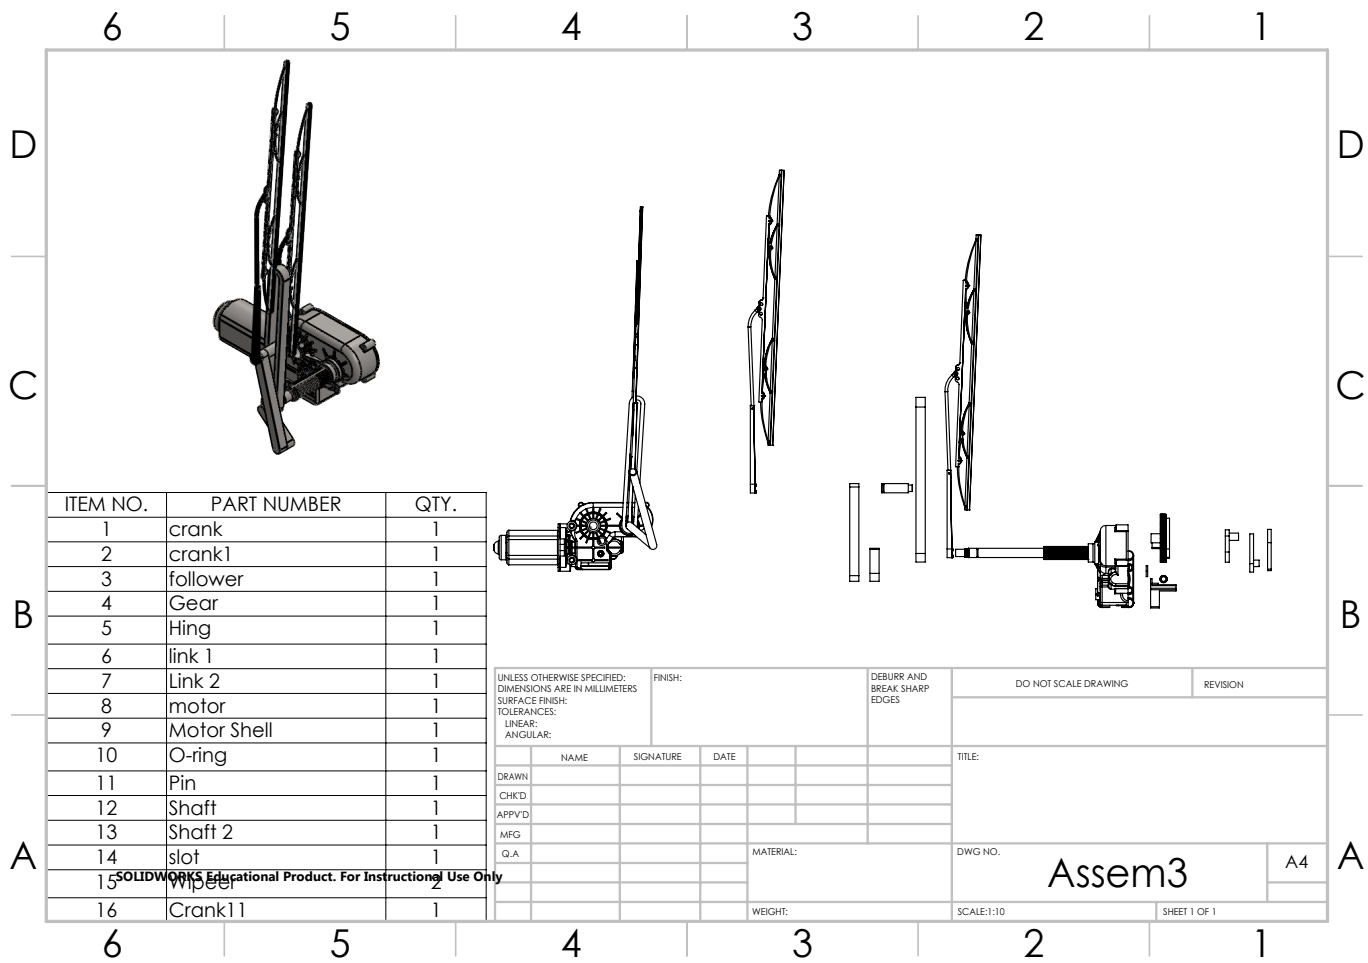 6 5 4 3 2 1
D D
C C
B B
A A
ITEM NO. PART NUMBER QTY.
1 crank 1
2 crank1 1
3 follower 1
4 Gear 1
5 Hing 1
6 link 1 1
7 Link 2 1
8 motor 1
9 Motor Shell 1
10 O-ring 1
11 Pin 1
12 Shaft 1
13 Shaft 2 1
14 slot 1
15 Wipeer 2
SOLIDWORKS Educational Product. For Instructional Use Only
16 Crank11 1
UNLESS OTHERWISE SPECIFIED:
DIMENSIONS ARE IN MILLIMETERS
SURFACE FINISH:
TOLERANCES:
LINEAR:
ANGULAR:
FINISH:
DEBURR AND
BREAK SHARP
EDGES
DO NOT SCALE DRAWING
REVISION
NAME SIGNATURE DATE
DRAWN
CHK'D
APPV'D
MFG
Q.A
TITLE:
MATERIAL:
DWG NO.
Assem3
A4
WEIGHT:
SCALE:1:10
SHEET 1 OF 1
6 5 4 3 2 1